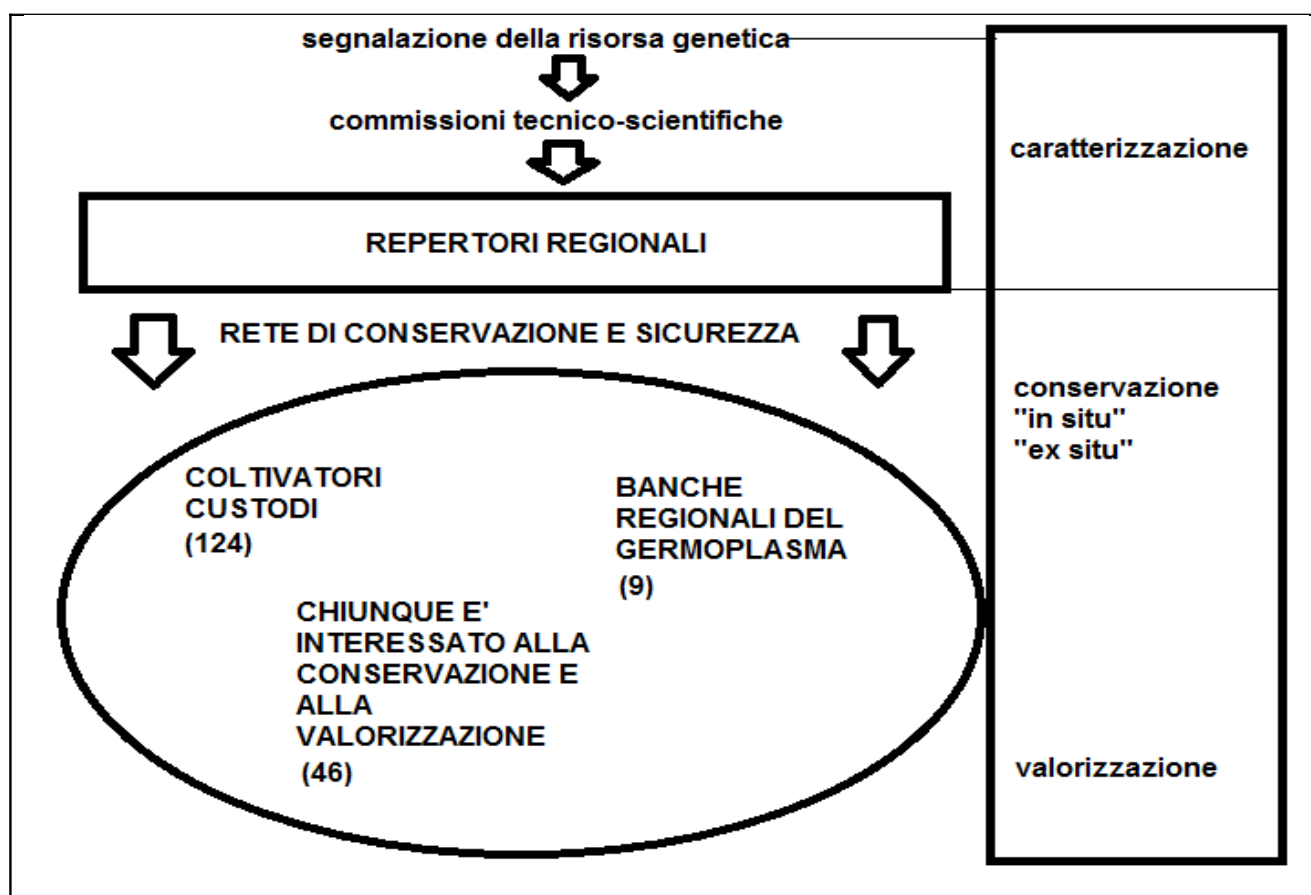 segnalazione della risorsa genetica
commissioni tecnico-scientifiche
caratterizzazione
REPERTORI REGIONALI
RETE DI CONSERVAZIONE E SICUREZZA
conservazione
"in situ"
"ex situ"
COLTIVATORI
CUSTODI
(124)
BANCHE
REGIONALI DEL
GERMOPLASMA
(9)
CHIUNQUE E'
INTERESSATO ALLA
CONSERVAZIONE E
ALLA
VALORIZZAZIONE
(46)
valorizzazione